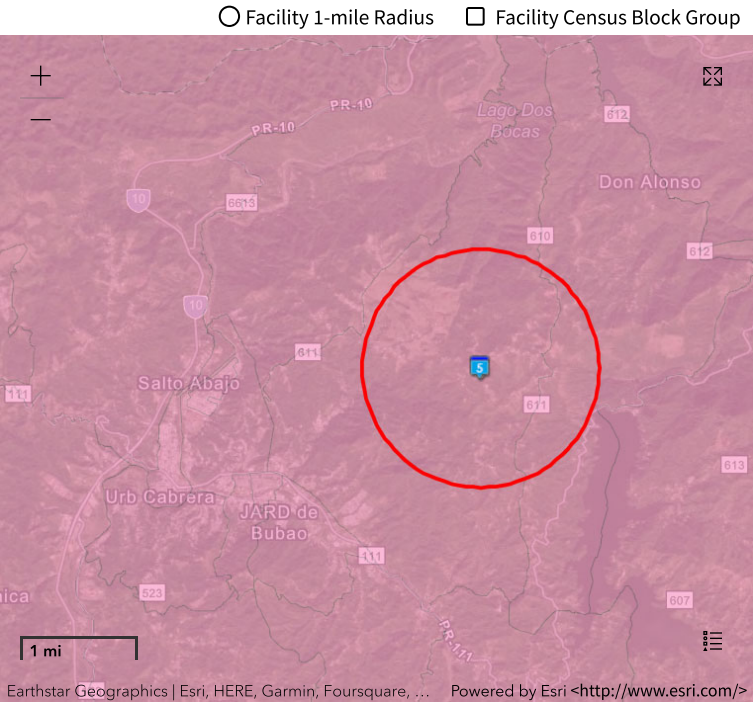 Facility 1-mile Radius Facility Census Block Group
PR-10
PR-10
Lago Dos
Bocas
612
Don Alonso
10
6613
610
612
10
611
Salto Abajo
5
111
611
613
Urb Cabrera
JARD de
Bubao
111
523
607
PR-111
1 mi
Earthstar Geographics | Esri, HERE, Garmin, Foursquare, … Powered by Esri <http://www.esri.com/>